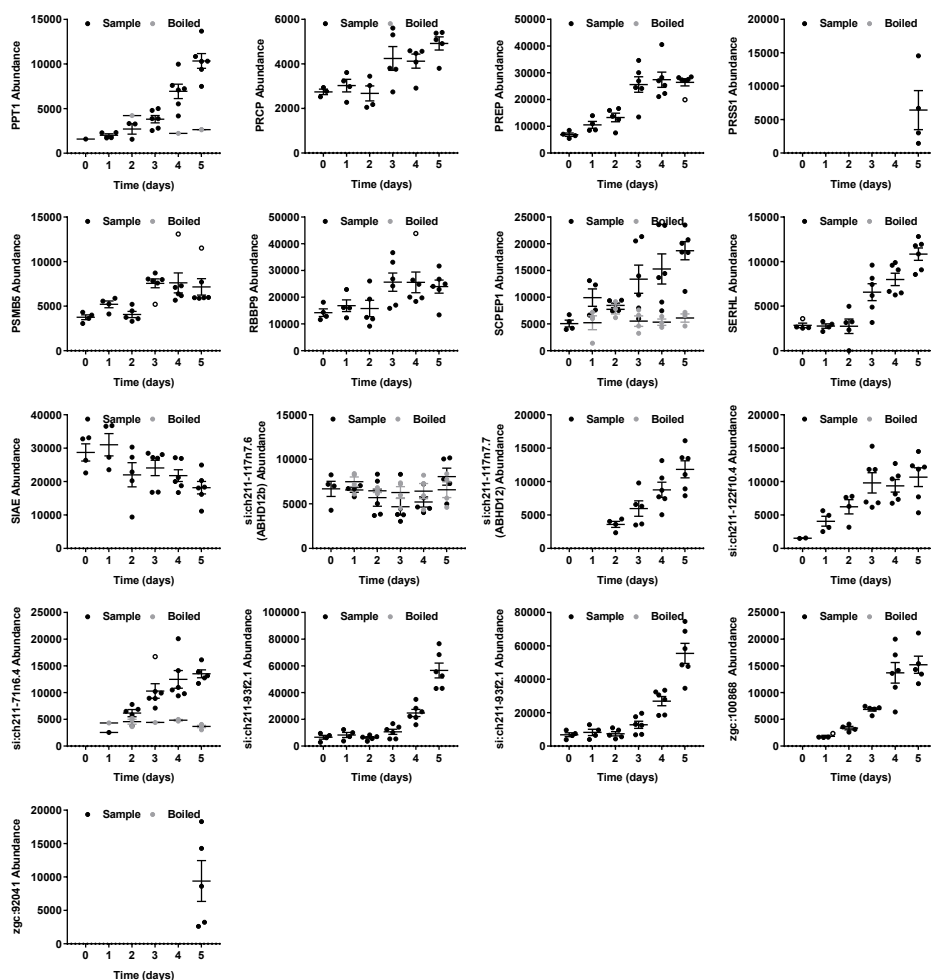 PPT1 Abundance
Sample Boiled
15000
10000
5000
0
0 1 2 3 4 5
Time (days)
PRCP Abundance
Sample Boiled
6000
4000
2000
0
0 1 2 3 4 5
Time (days)
PREP Abundance
Sample Boiled
50000
40000
30000
20000
10000
0
0 1 2 3 4 5
Time (days)
PRSS1 Abundance
Sample Boiled
20000
15000
10000
5000
0
0 1 2 3 4 5
Time (days)
PSMB5 Abundance
Sample Boiled
15000
10000
5000
0
0 1 2 3 4 5
Time (days)
RBBP9 Abundance
Sample Boiled
50000
40000
30000
20000
10000
0
0 1 2 3 4 5
Time (days)
SCPEP1 Abundance
Sample Boiled
25000
20000
15000
10000
5000
0
0 1 2 3 4 5
Time (days)
SERHL Abundance
Sample Boiled
15000
10000
5000
0
0 1 2 3 4 5
Time (days)
SIAE Abundance
Sample Boiled
40000
30000
20000
10000
0
0 1 2 3 4 5
Time (days)
si:ch211-117n7.6
(ABHD12b) Abundance
Sample Boiled
15000
10000
5000
0
0 1 2 3 4 5
Time (days)
si:ch211-117n7.7
(ABHD12) Abundance
Sample Boiled
20000
15000
10000
5000
0
0 1 2 3 4 5
Time (days)
si:ch211-122f10.4 Abundance
Sample Boiled
20000
15000
10000
5000
0
0 1 2 3 4 5
Time (days)
si:ch211-71n6.4 Abundance
Sample Boiled
25000
20000
15000
10000
5000
0
0 1 2 3 4 5
Time (days)
si:ch211-93f2.1 Abundance
Sample Boiled
100000
80000
60000
40000
20000
0
0 1 2 3 4 5
Time (days)
si:ch211-93f2.1 Abundance
Sample Boiled
80000
60000
40000
20000
0
0 1 2 3 4 5
Time (days)
zgc:100868 Abundance
Sample Boiled
25000
20000
15000
10000
5000
0
0 1 2 3 4 5
Time (days)
zgc:92041 Abundance
Sample Boiled
20000
15000
10000
5000
0
0 1 2 3 4 5
Time (days)